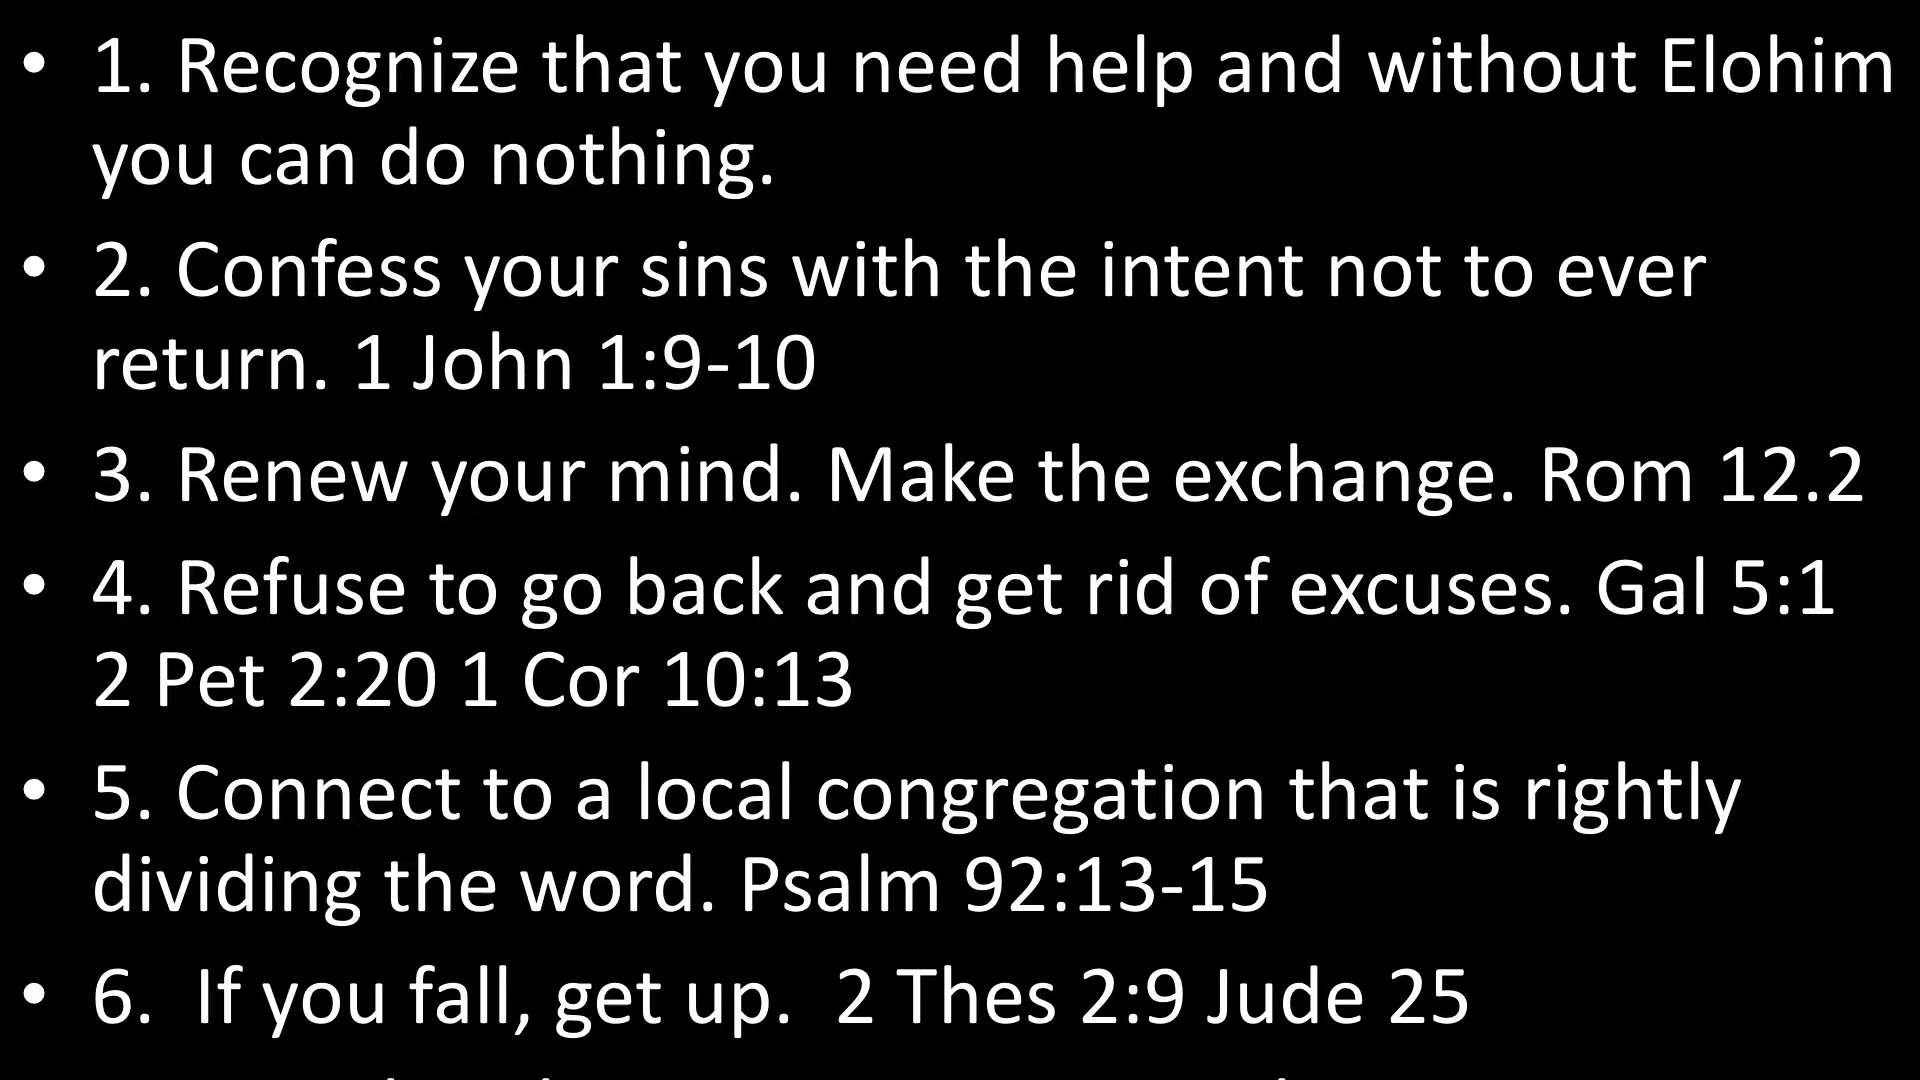 • 1. Recognize that you need help and without Elohim
you can do nothing.
• 2. Confess your sins with the intent not to ever
return. 1 John 1:9-10
• 3. Renew your mind. Make the exchange. Rom 12.2
• 4. Refuse to go back and get rid of excuses. Gal 5:1
2 Pet 2:20 1 Cor 10:13
• 5. Connect to a local congregation that is rightly
dividing the word. Psalm 92:13-15
• 6.  If you fall, get up.  2 Thes 2:9 Jude 25